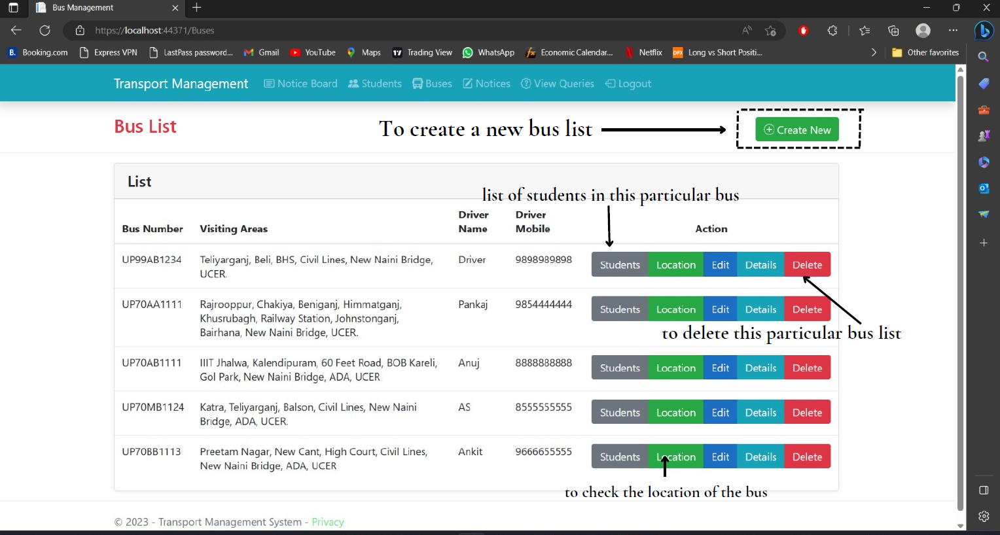 Bus Management
https://localhost:44371/Buses
Booking.com Express VPN LastPass password... Gmail YouTube Maps Trading View WhatsApp Economic Calendar... Netflix DFX Long vs Short Positi... Other favorites
Transport Management Notice Board Students Buses Notices View Queries Logout
Bus List To create a new bus list Create New
List
list of students in this particular bus
Bus Number Visiting Areas Driver Name Driver Mobile Action
UP99AB1234 Teliyarganj, Beli, BHS, Civil Lines, New Naini Bridge, Driver 9898989898 Students Location Edit Details Delete
UCER.
UP70AA1111 Rajrooppur, Chakiya, Beniganj, Himmatganj, Pankaj 9854444444 Students Location Edit Details Delete
Khusrubagh, Railway Station, Johnstonganj,
Bairhana, New Naini Bridge, UCER.
to delete this particular bus list
UP70AB1111 IIIT Jhalwa, Kalendipuram, 60 Feet Road, BOB Kareli, Anuj 8888888888 Students Location Edit Details Delete
Gol Park, New Naini Bridge, ADA, UCER
UP70MB1124 Katra, Teliyarganj, Balson, Civil Lines, New Naini AS 8555555555 Students Location Edit Details Delete
Bridge, ADA, UCER.
UP70BB1113 Preetam Nagar, New Cant, High Court, Civil Lines, Ankit 9666655555 Students Location Edit Details Delete
New Naini Bridge, ADA, UCER
to check the location of the bus
© 2023 - Transport Management System - Privacy